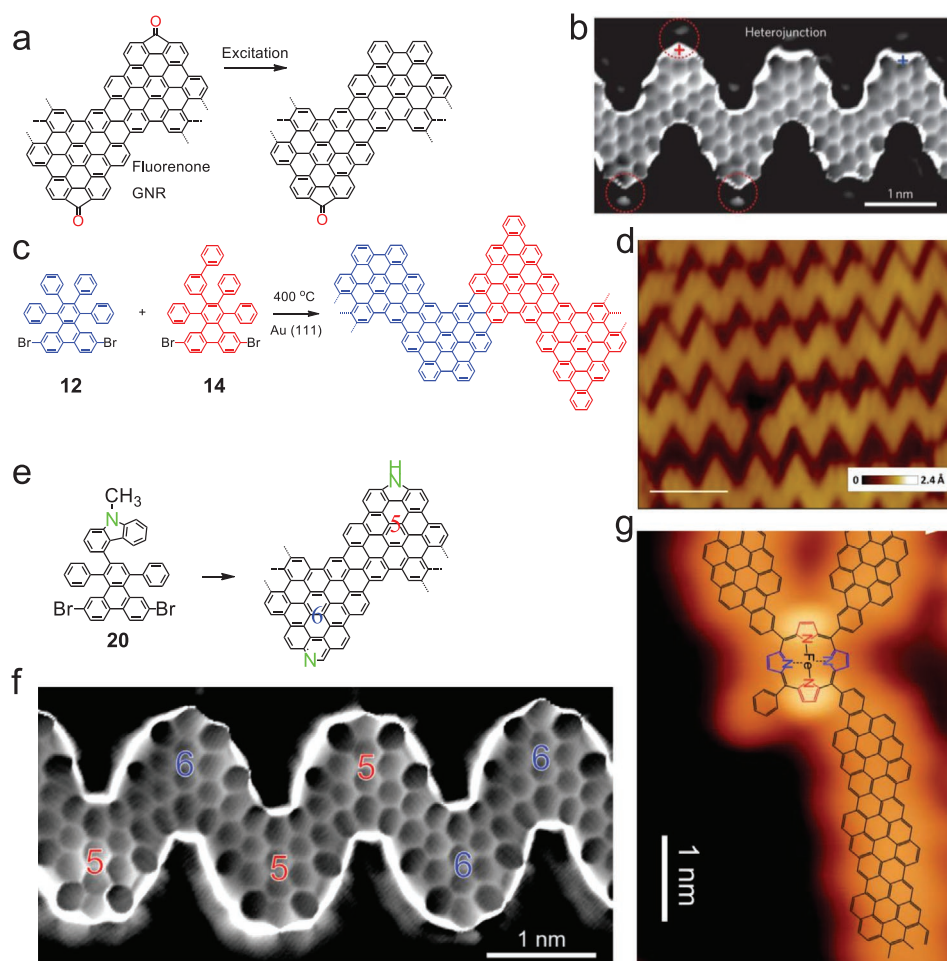 a
O
Excitation
Fluorenone
GNR
O
O
b
Heterojunction
+
+
1 nm
c
+
400 °C
Au (111)
Br
Br
12
Br
Br
14
d
0
2.4 Å
e
CH3
N
Br
Br
20
H
N
5
6
N
f
6
5
6
5
5
6
1 nm
g
N
N
Fe
N
N
1 nm